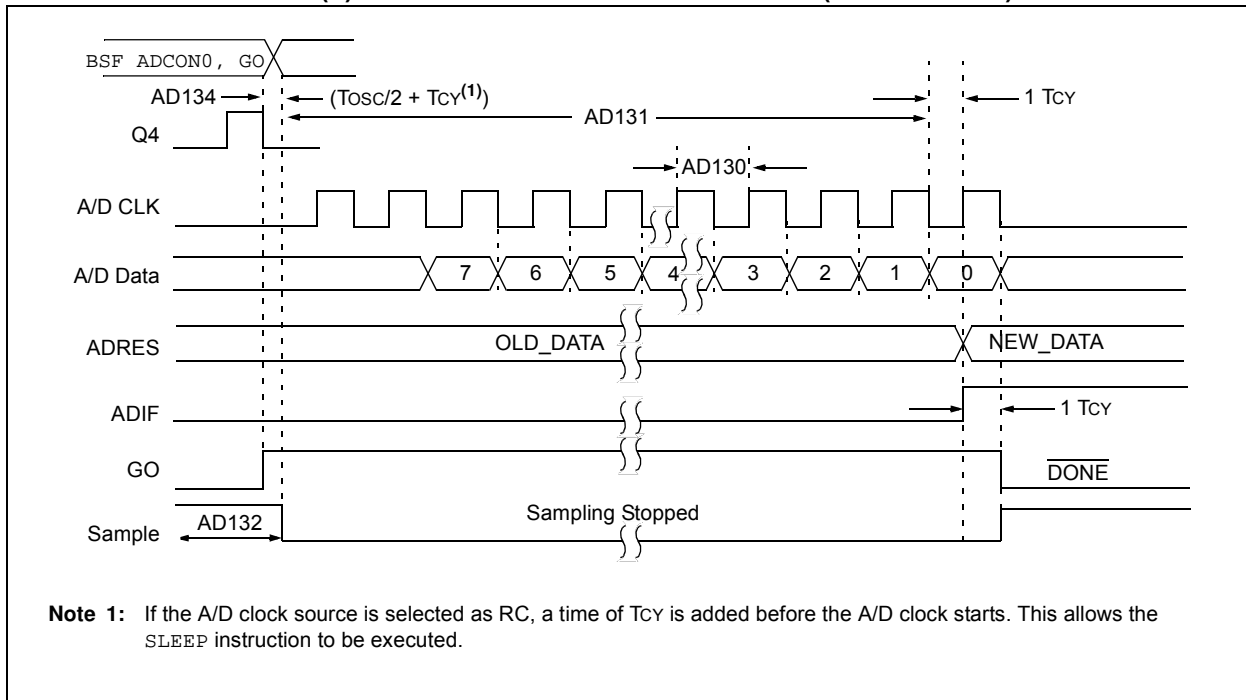 BSF ADCON0, GO
AD134
(TOSC/2 + TCY(1))
1 TCY
AD131
Q4
AD130
A/D CLK
A/D Data
7
6
5
4
3
2
1
0
ADRES
OLD_DATA
NEW_DATA
ADIF
1 TCY
GO
DONE
Sample
AD132
Sampling Stopped
Note 1: If the A/D clock source is selected as RC, a time of TCY is added before the A/D clock starts. This allows the
SLEEP instruction to be executed.